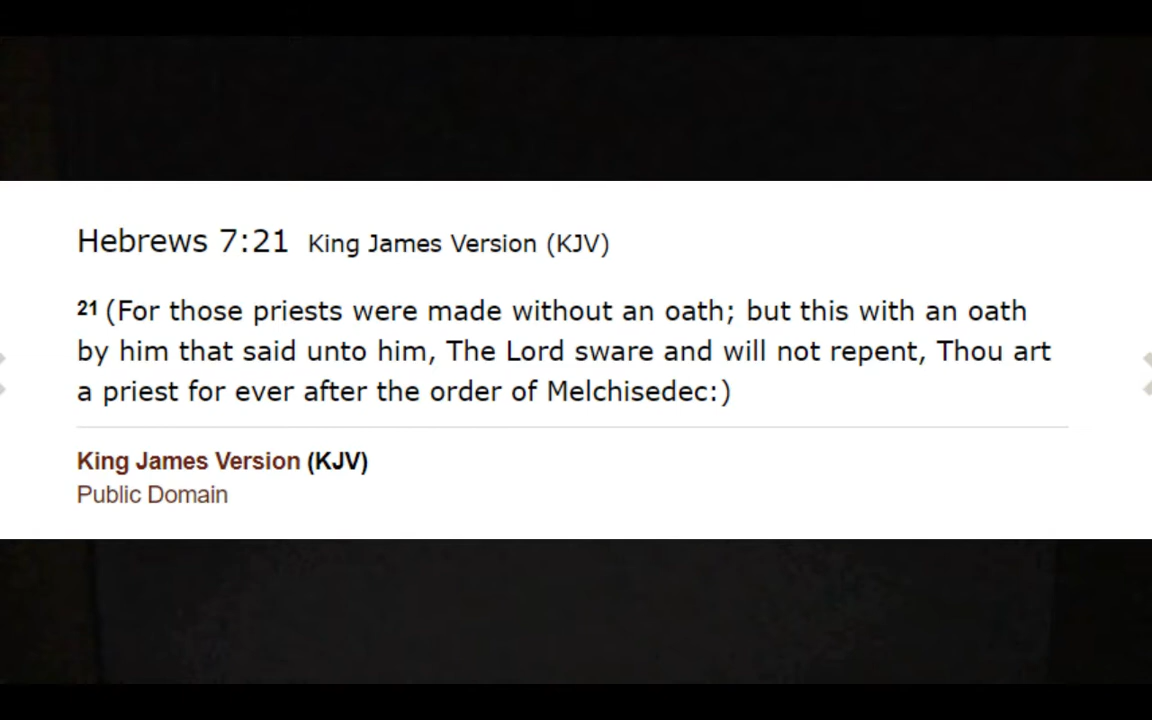 Hebrews 7:21 King James Version (KJV)
21 (For those priests were made without an oath; but this with an oath
by him that said unto him, The Lord sware and will not repent, Thou art
a priest for ever after the order of Melchisedec:)
King James Version (KJV)
Public Domain